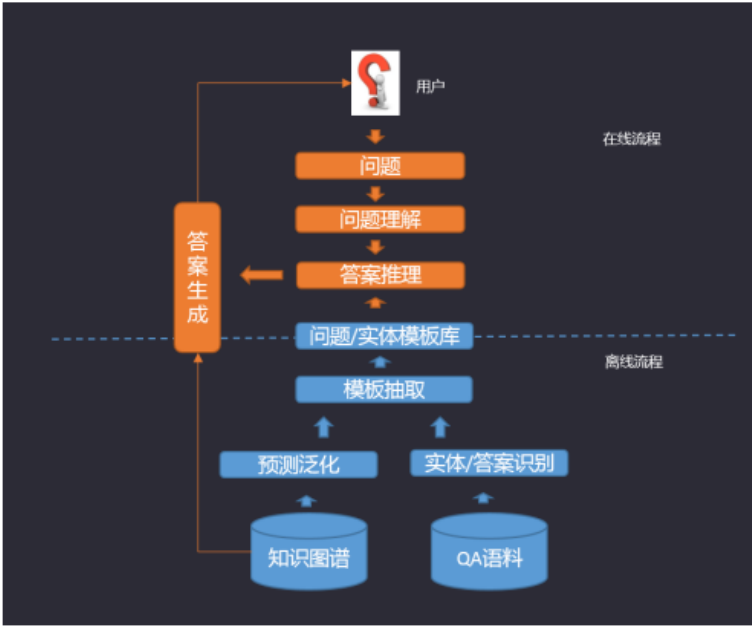 用户
在线流程
问题
问题理解
答案生成
答案推理
问题/实体模板库
离线流程
模板抽取
预测泛化
实体/答案识别
知识图谱
QA语料